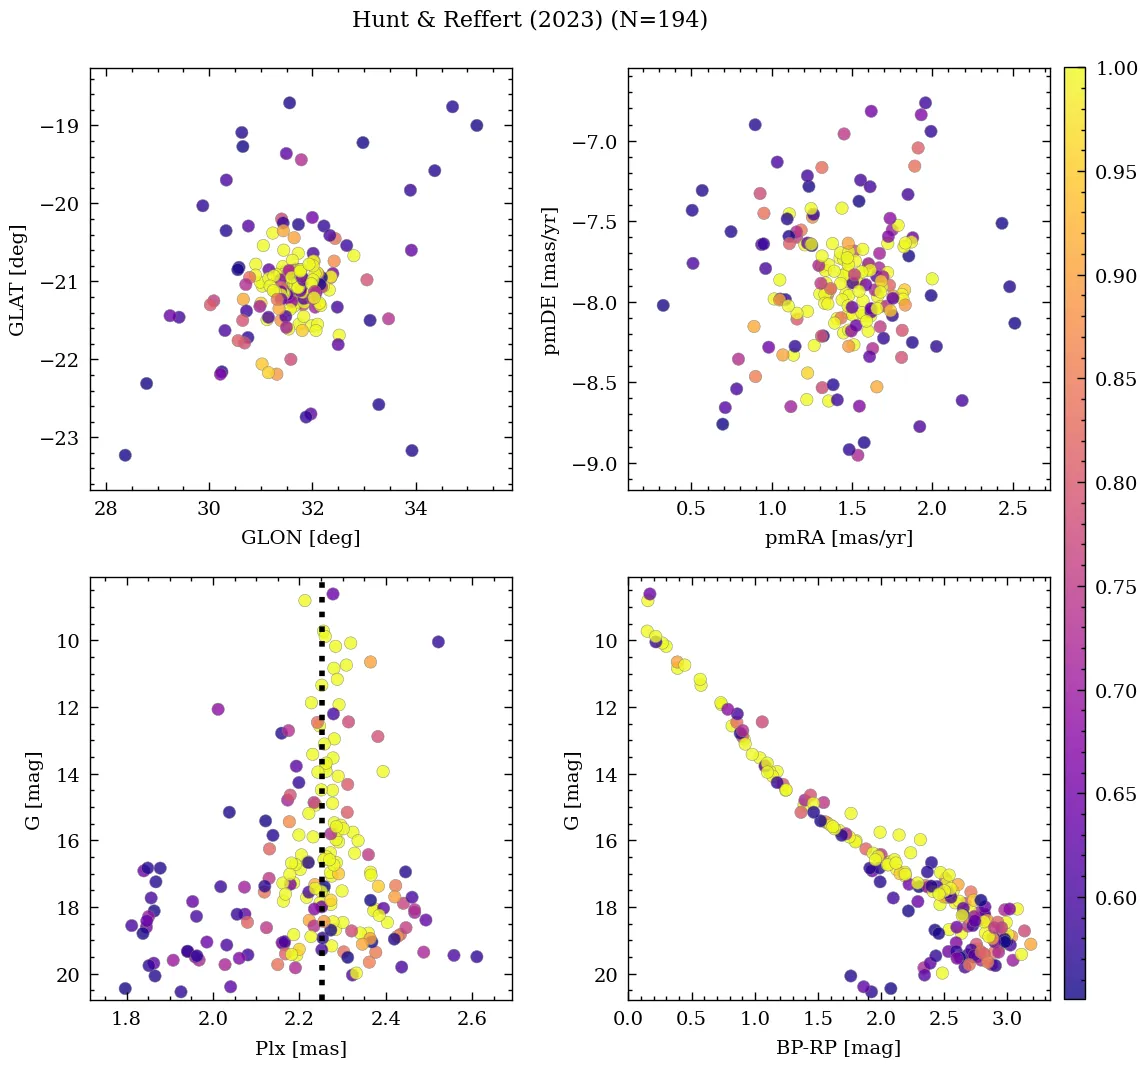 Hunt & Reffert (2023) (N=194)
−19
−20
−21
−22
−23
GLAT [deg]
28 30 32 34
GLON [deg]
−7.0
−7.5
−8.0
−8.5
−9.0
pmDE [mas/yr]
0.5 1.0 1.5 2.0 2.5
pmRA [mas/yr]
10
12
14
16
18
20
G [mag]
1.8 2.0 2.2 2.4 2.6
Plx [mas]
10
12
14
16
18
20
G [mag]
0.0 0.5 1.0 1.5 2.0 2.5 3.0
BP-RP [mag]
1.00
0.95
0.90
0.85
0.80
0.75
0.70
0.65
0.60